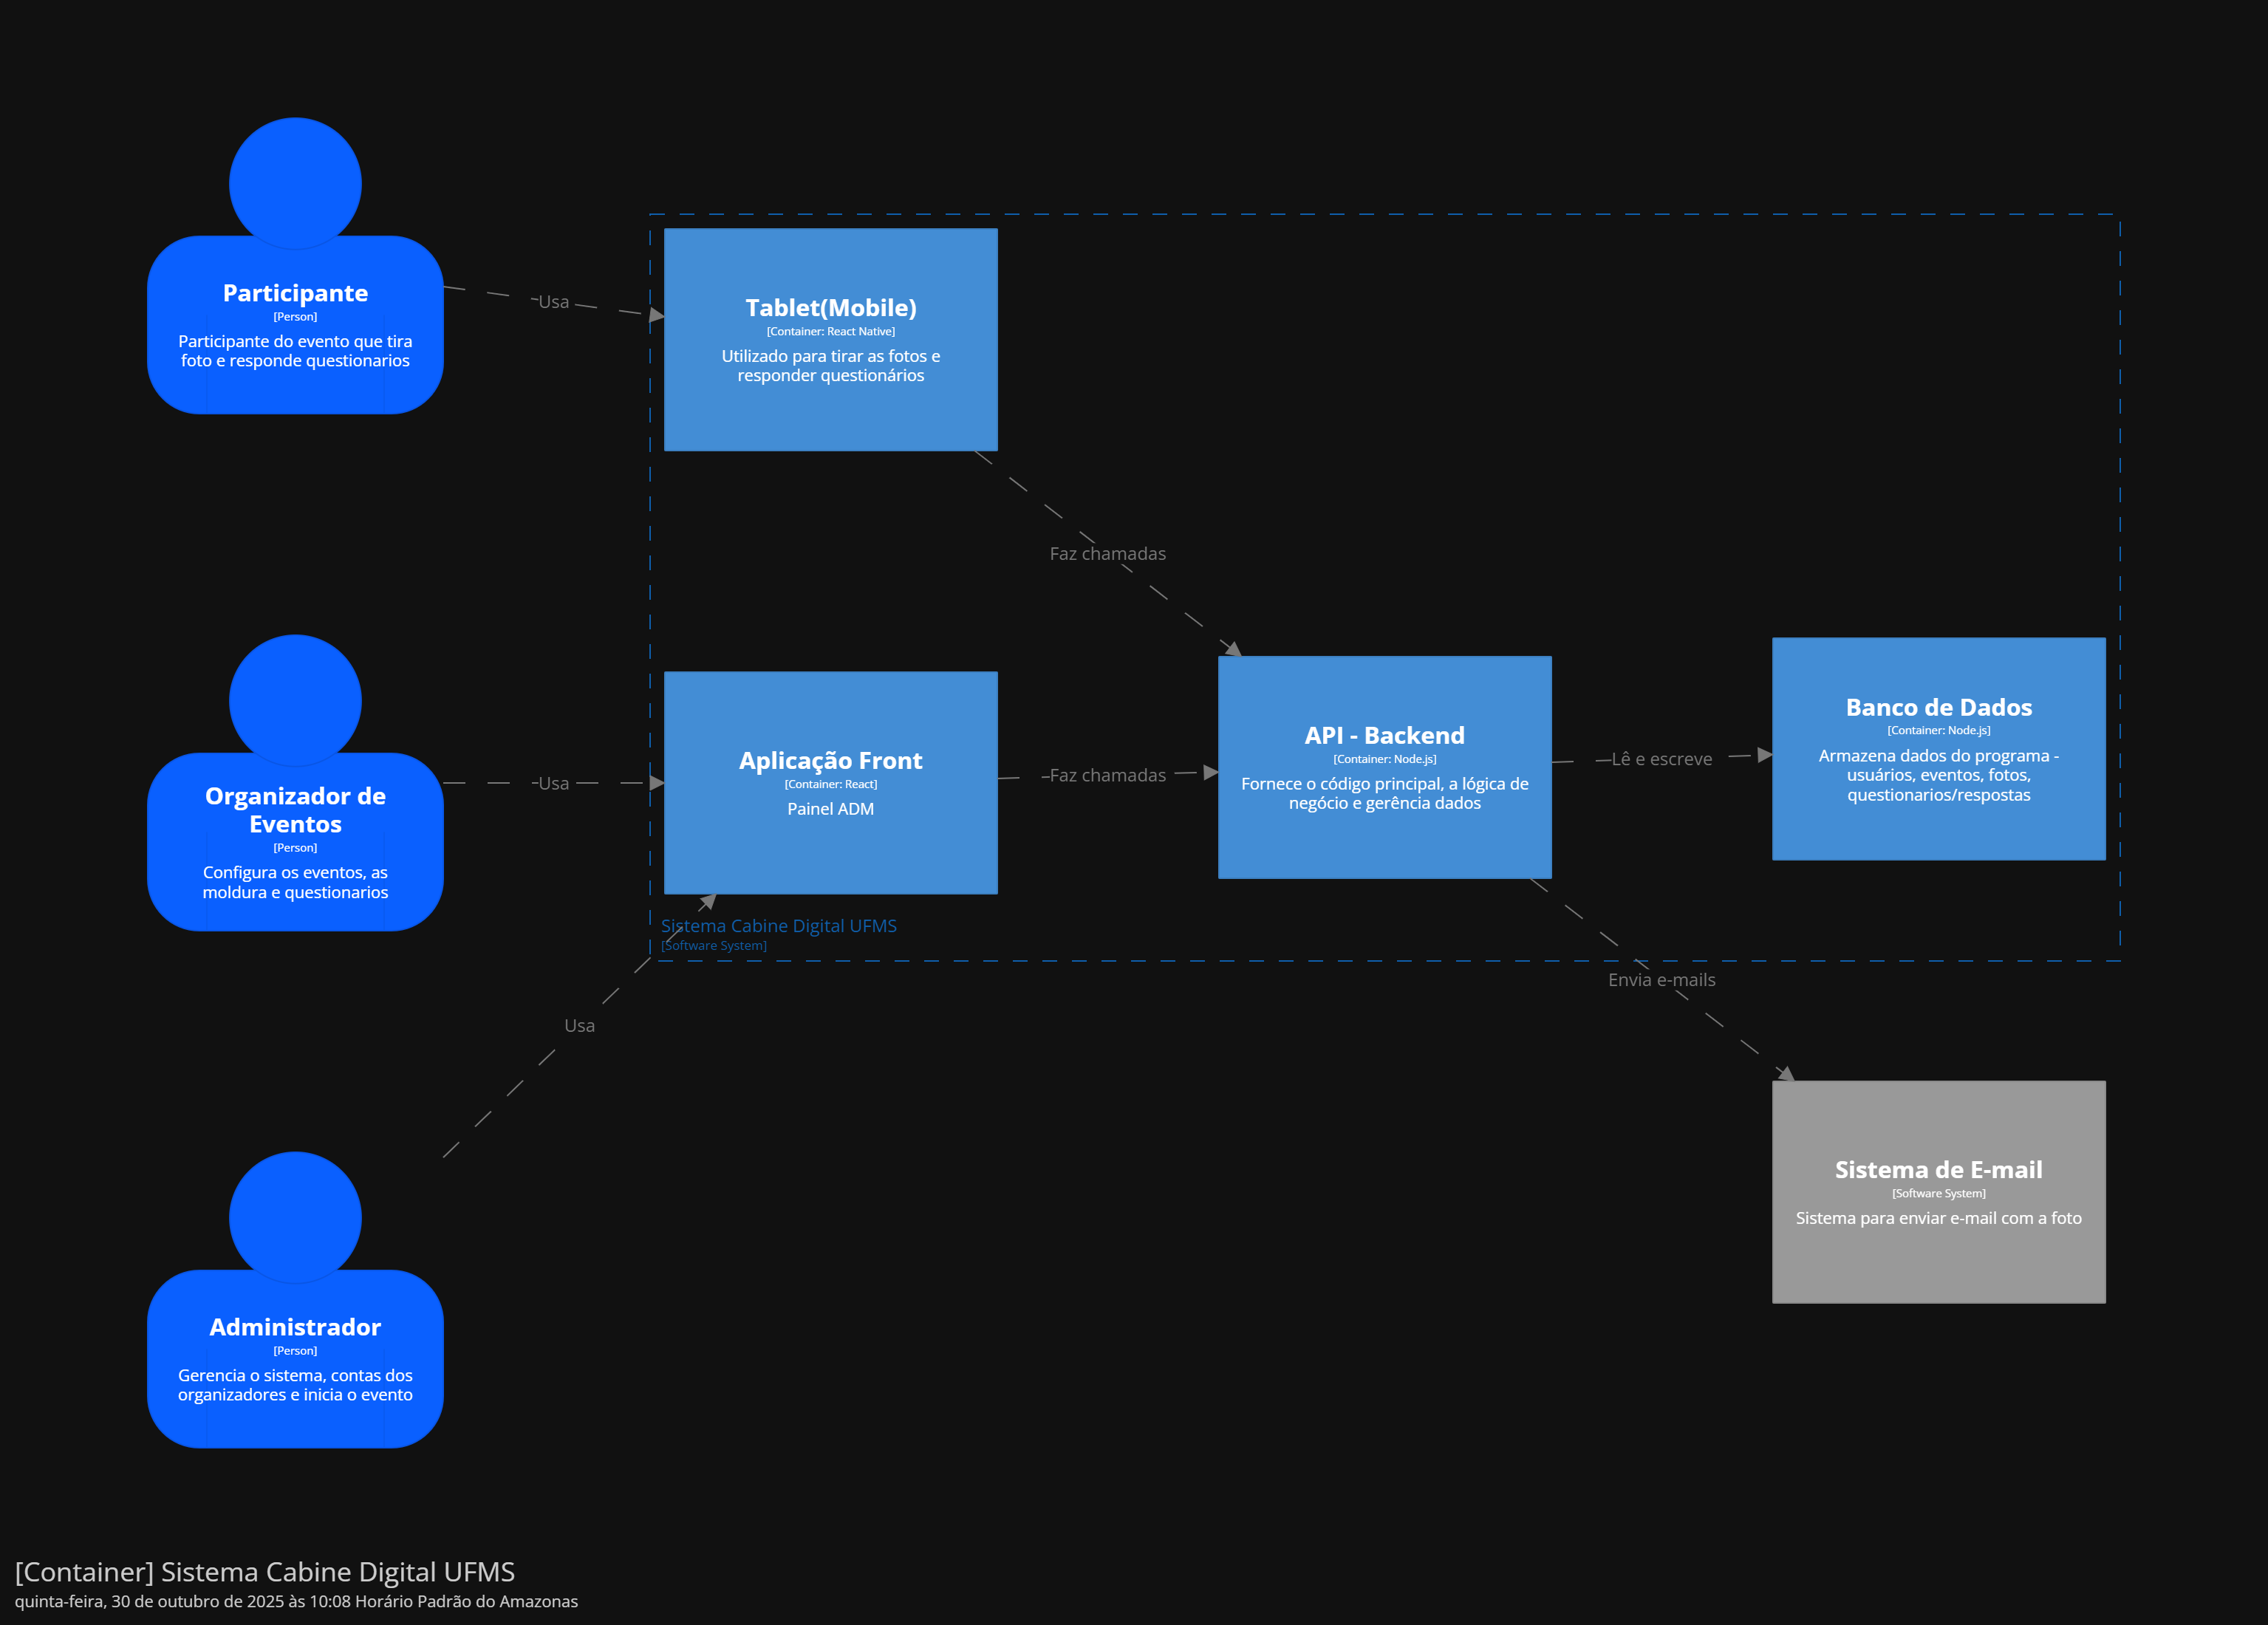 Participante
[Person]
Participante do evento que tira
foto e responde questionarios
Usa
Tablet(Mobile)
[Container: React Native]
Utilizado para tirar as fotos e
responder questionários
Faz chamadas
Organizador de
Eventos
[Person]
Configura os eventos, as
moldura e questionarios
Usa
Aplicação Front
[Container: React]
Painel ADM
Faz chamadas
API - Backend
[Container: Node.js]
Fornece o código principal, a lógica de
negócio e gerência dados
Lê e escreve
Banco de Dados
[Container: Node.js]
Armazena dados do programa -
usuários, eventos, fotos,
questionarios/respostas
Sistema Cabine Digital UFMS
[Software System]
Envia e-mails
Usa
Sistema de E-mail
[Software System]
Sistema para enviar e-mail com a foto
Administrador
[Person]
Gerencia o sistema, contas dos
organizadores e inicia o evento
[Container] Sistema Cabine Digital UFMS
quinta-feira, 30 de outubro de 2025 às 10:08 Horário Padrão do Amazonas